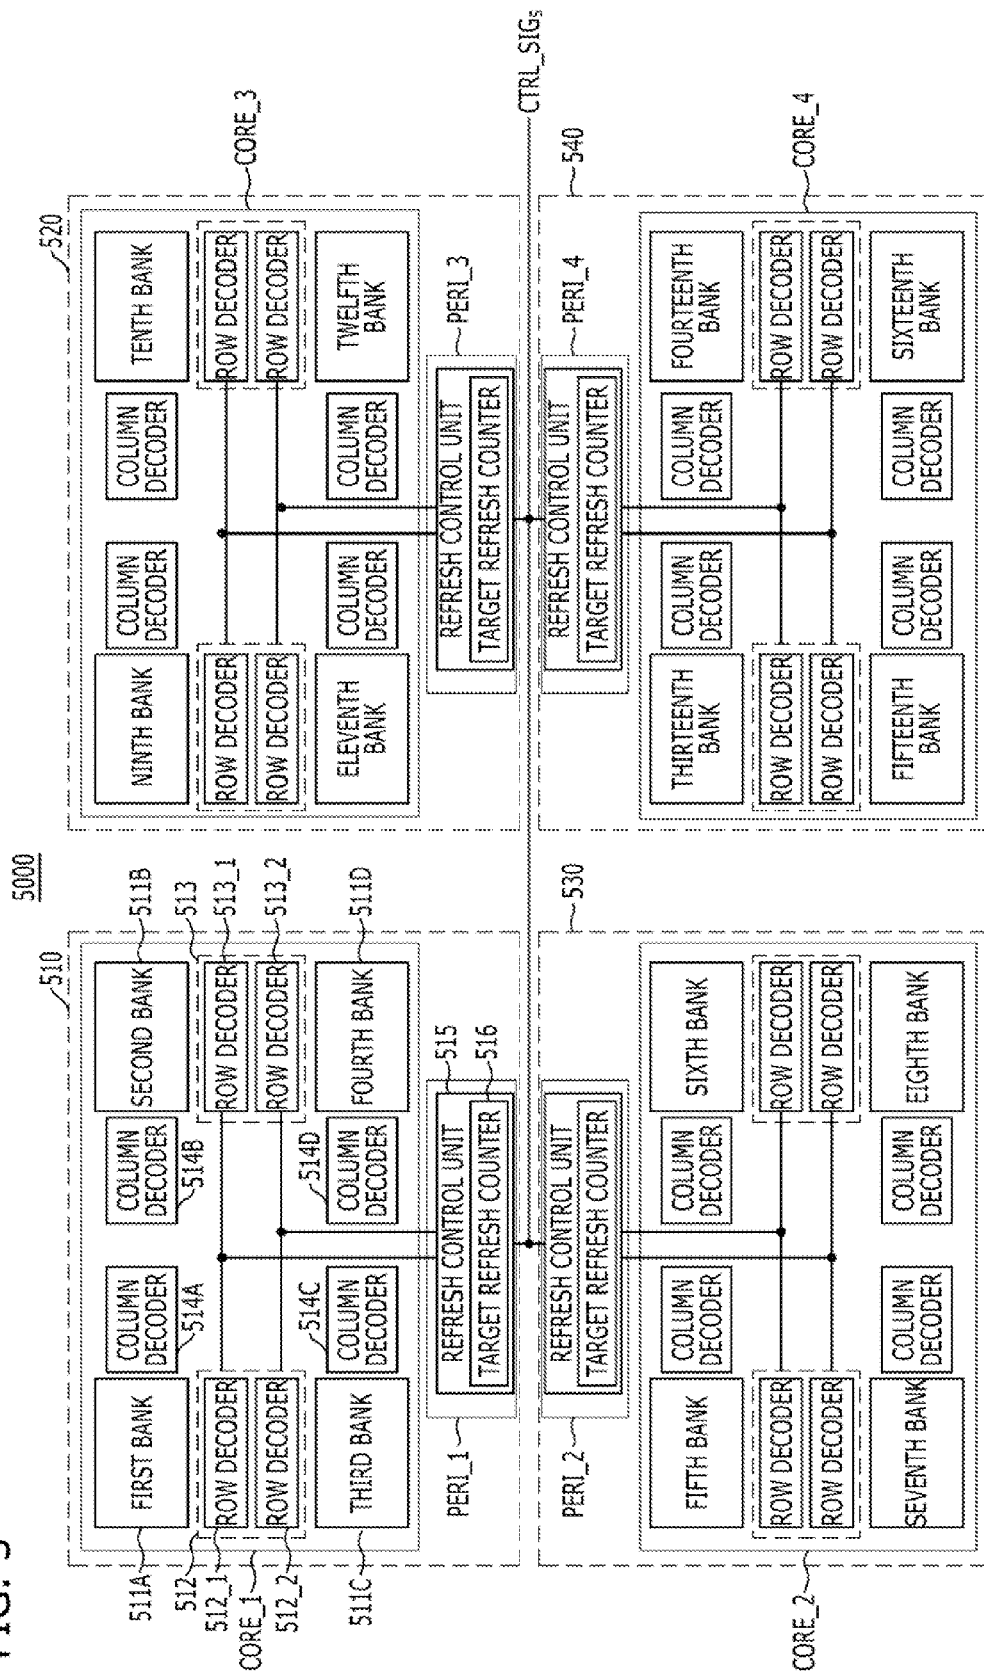 FIG. 5
5000
510
520
511A
FIRST BANK
COLUMN
DECODER
514A
COLUMN
DECODER
514B
SECOND BANK
511B
512
512_1
ROW DECODER
ROW DECODER
512_2
CORE_1
513
513_1
ROW DECODER
ROW DECODER
513_2
511C
THIRD BANK
514C
COLUMN
DECODER
514D
COLUMN
DECODER
FOURTH BANK
511D
PERI_1
REFRESH CONTROL UNIT
515
TARGET REFRESH COUNTER
516
NINTH BANK
COLUMN
DECODER
COLUMN
DECODER
TENTH BANK
ROW DECODER
ROW DECODER
ROW DECODER
ROW DECODER
CORE_3
ELEVENTH
BANK
COLUMN
DECODER
COLUMN
DECODER
TWELFTH
BANK
REFRESH CONTROL UNIT
TARGET REFRESH COUNTER
PERI_3
CTRL_SIGs
530
PERI_2
REFRESH CONTROL UNIT
TARGET REFRESH COUNTER
FIFTH BANK
COLUMN
DECODER
COLUMN
DECODER
SIXTH BANK
ROW DECODER
ROW DECODER
ROW DECODER
ROW DECODER
CORE_2
SEVENTH BANK
COLUMN
DECODER
COLUMN
DECODER
EIGHTH BANK
540
REFRESH CONTROL UNIT
TARGET REFRESH COUNTER
PERI_4
THIRTEENTH
BANK
COLUMN
DECODER
COLUMN
DECODER
FOURTEENTH
BANK
ROW DECODER
ROW DECODER
ROW DECODER
ROW DECODER
CORE_4
FIFTEENTH
BANK
COLUMN
DECODER
COLUMN
DECODER
SIXTEENTH
BANK